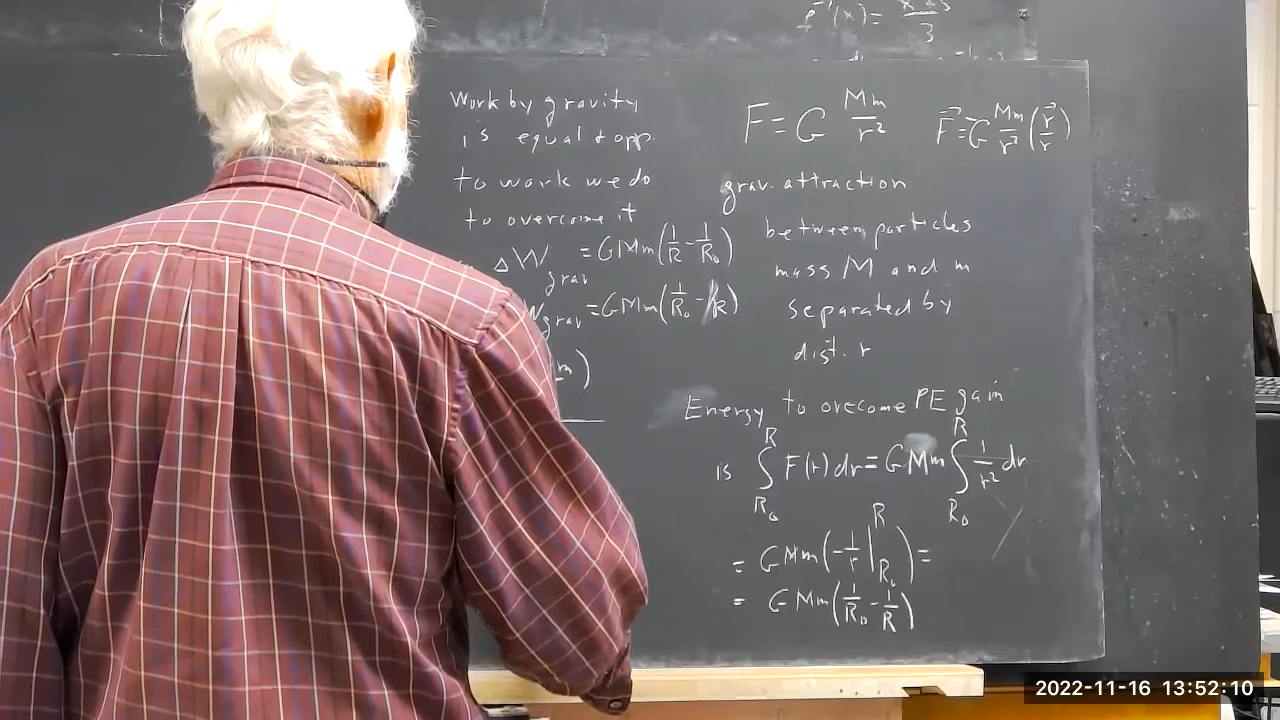 f⁻¹(x) = x+5/3
Work by gravity
is equal + opp.
to work we do
to overcome it
ΔW grav = GMm(1/R - 1/R₀)
W grav = GMm(1/R₀ - 1/R)
m)
F = G Mm/r²
F⃗ = G Mm/r² (r⃗/r)
grav. attraction
between particles
mass M and m
separated by
dist. r
Energy to overcome PE gain
is ∫_{R₀}^{R} F(r) dr = GMm ∫_{R₀}^{R} 1/r² dr
= GMm(-1/r |_{R₀}^{R}) =
= GMm(1/R₀ - 1/R)
2022-11-16 13:52:10